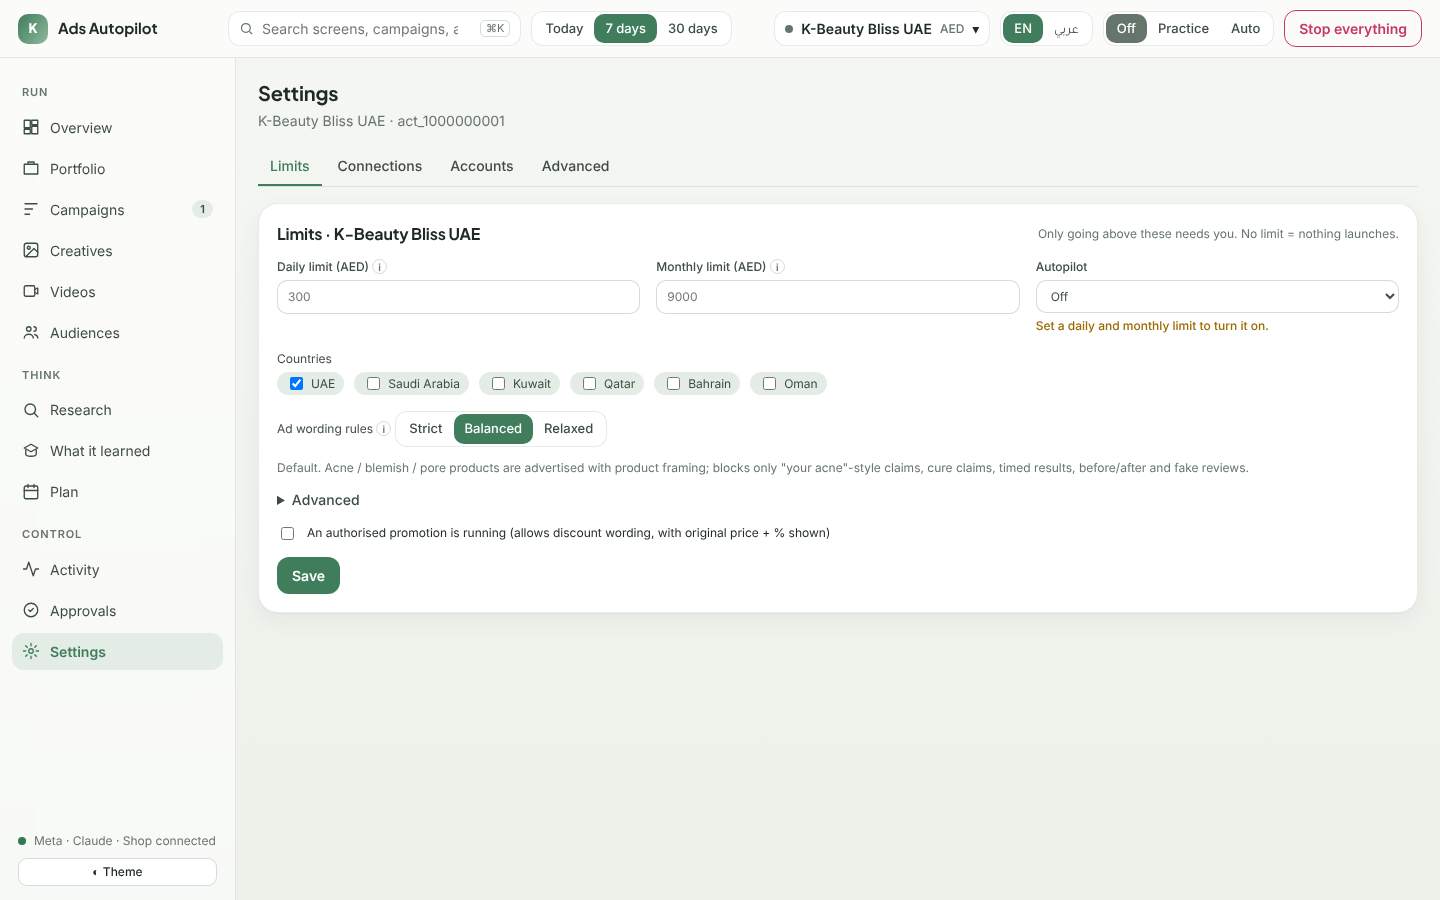 K Ads Autopilot
Search screens, campaigns, a ⌘K
Today 7 days 30 days
K-Beauty Bliss UAE AED ▾
EN عربي
Off Practice Auto
Stop everything
RUN
Overview
Portfolio
Campaigns 1
Creatives
Videos
Audiences
THINK
Research
What it learned
Plan
CONTROL
Activity
Approvals
Settings
Meta · Claude · Shop connected
Theme
Settings
K-Beauty Bliss UAE · act_1000000001
Limits Connections Accounts Advanced
Limits · K-Beauty Bliss UAE
Only going above these needs you. No limit = nothing launches.
Daily limit (AED) i
300
Monthly limit (AED) i
9000
Autopilot
Off
Set a daily and monthly limit to turn it on.
Countries
UAE Saudi Arabia Kuwait Qatar Bahrain Oman
Ad wording rules i Strict Balanced Relaxed
Default. Acne / blemish / pore products are advertised with product framing; blocks only "your acne"-style claims, cure claims, timed results, before/after and fake reviews.
Advanced
An authorised promotion is running (allows discount wording, with original price + % shown)
Save